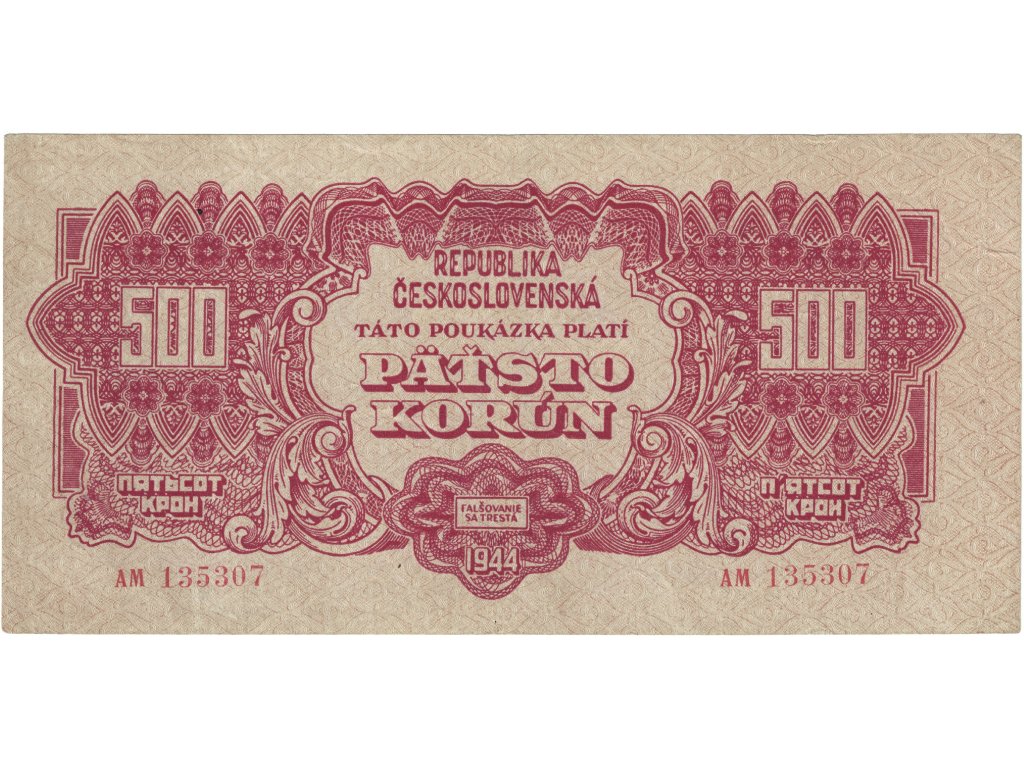 REPUBLIKA
ČESKOSLOVENSKÁ
TÁTO POUKÁZKA PLATÍ
500
PÄŤSTO
KORÚN
500
ПЯТЬСОТ
КРОН
FALŠOVANIE
SA TRESTÁ
1944
П'ЯТСОТ
КРОН
AM 135307
AM 135307